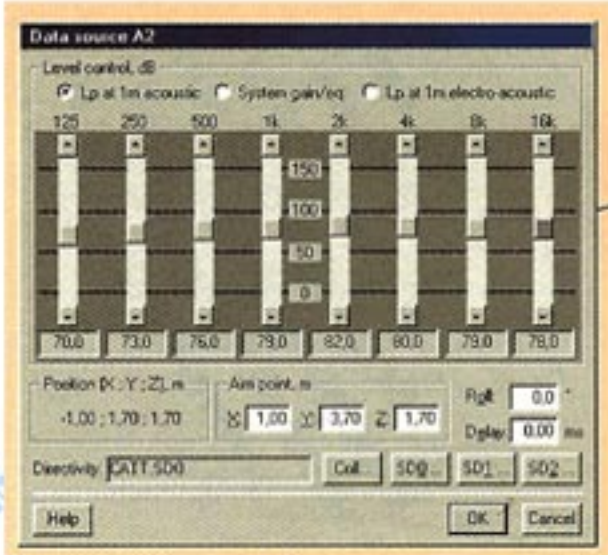 Data source A2
Level control, dB
Lp at 1m acoustic System gain/eq Lp at 1m electro-acoustic
125 250 500 1k 2k 4k 8k 16k
150
100
50
0
70,0 73,0 76,0 79,0 82,0 80,0 79,0 78,0
Position (X ; Y ; Z), m
-1,00 ; 1,70 ; 1,70
Aim point, m
X: 1,00 Y: 3,70 Z: 1,70
Roll: 0,0 °
Delay: 0,00 ms
Directivity: CATT.SD0 Coll... SD0... SD1... SD2...
Help OK Cancel